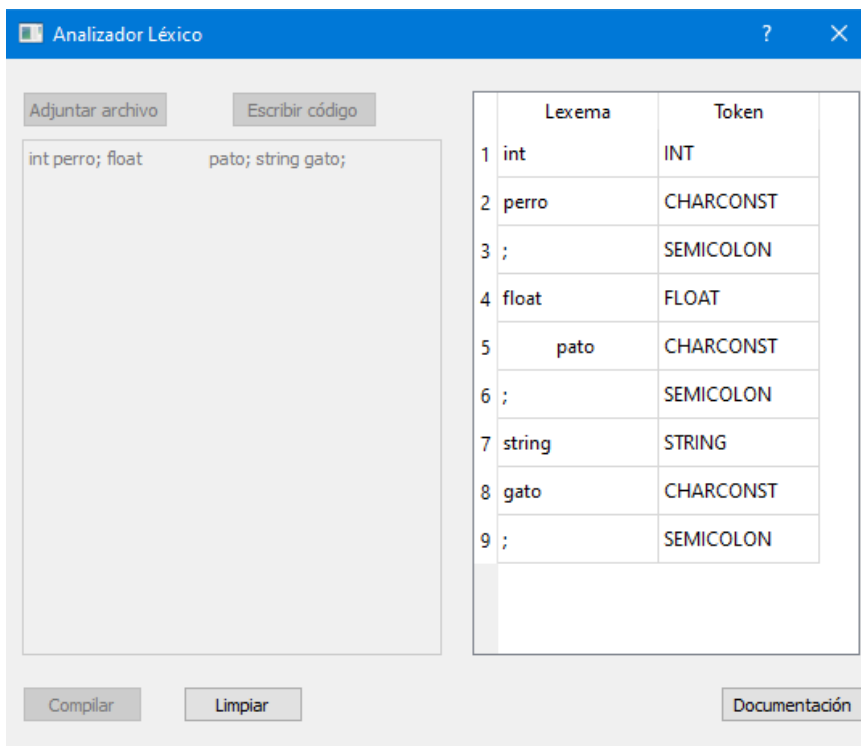 Analizador Léxico ?
Adjuntar archivo Escribir código
int perro; float pato; string gato;
Lexema Token
1 int INT
2 perro CHARCONST
3 ; SEMICOLON
4 float FLOAT
5 pato CHARCONST
6 ; SEMICOLON
7 string STRING
8 gato CHARCONST
9 ; SEMICOLON
Compilar Limpiar Documentación